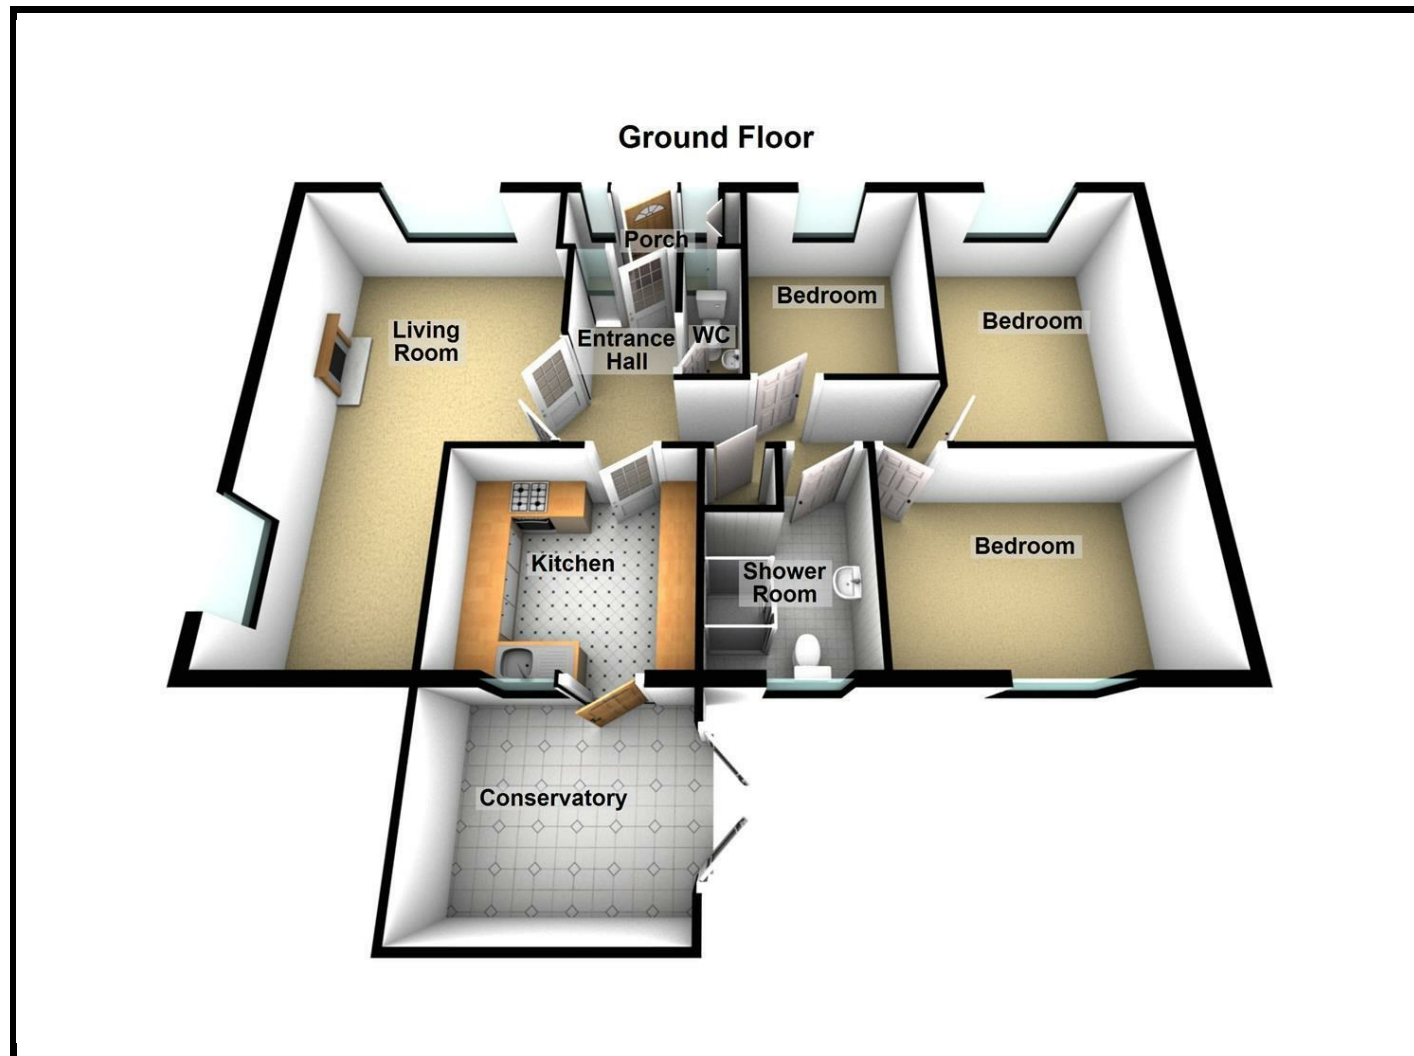 Ground Floor
Porch
Living
Room
Entrance
Hall
WC
Bedroom
Bedroom
Kitchen
Shower
Room
Bedroom
Conservatory